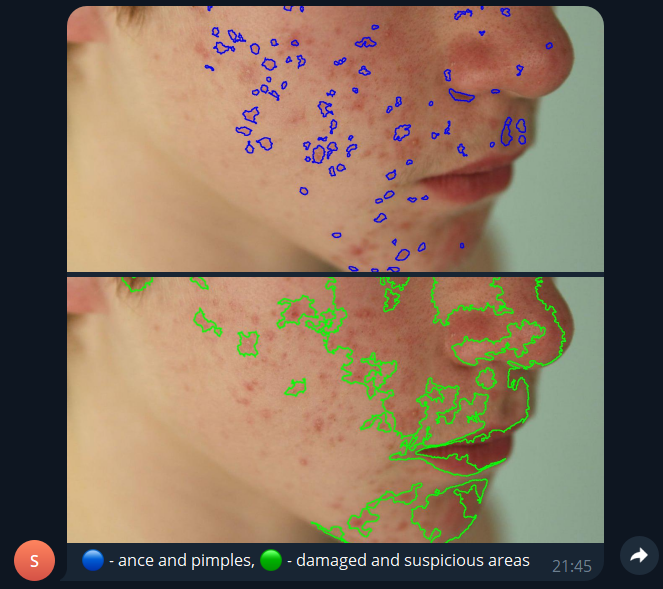 🔵 - ance and pimples, 🟢 - damaged and suspicious areas
21:45
S